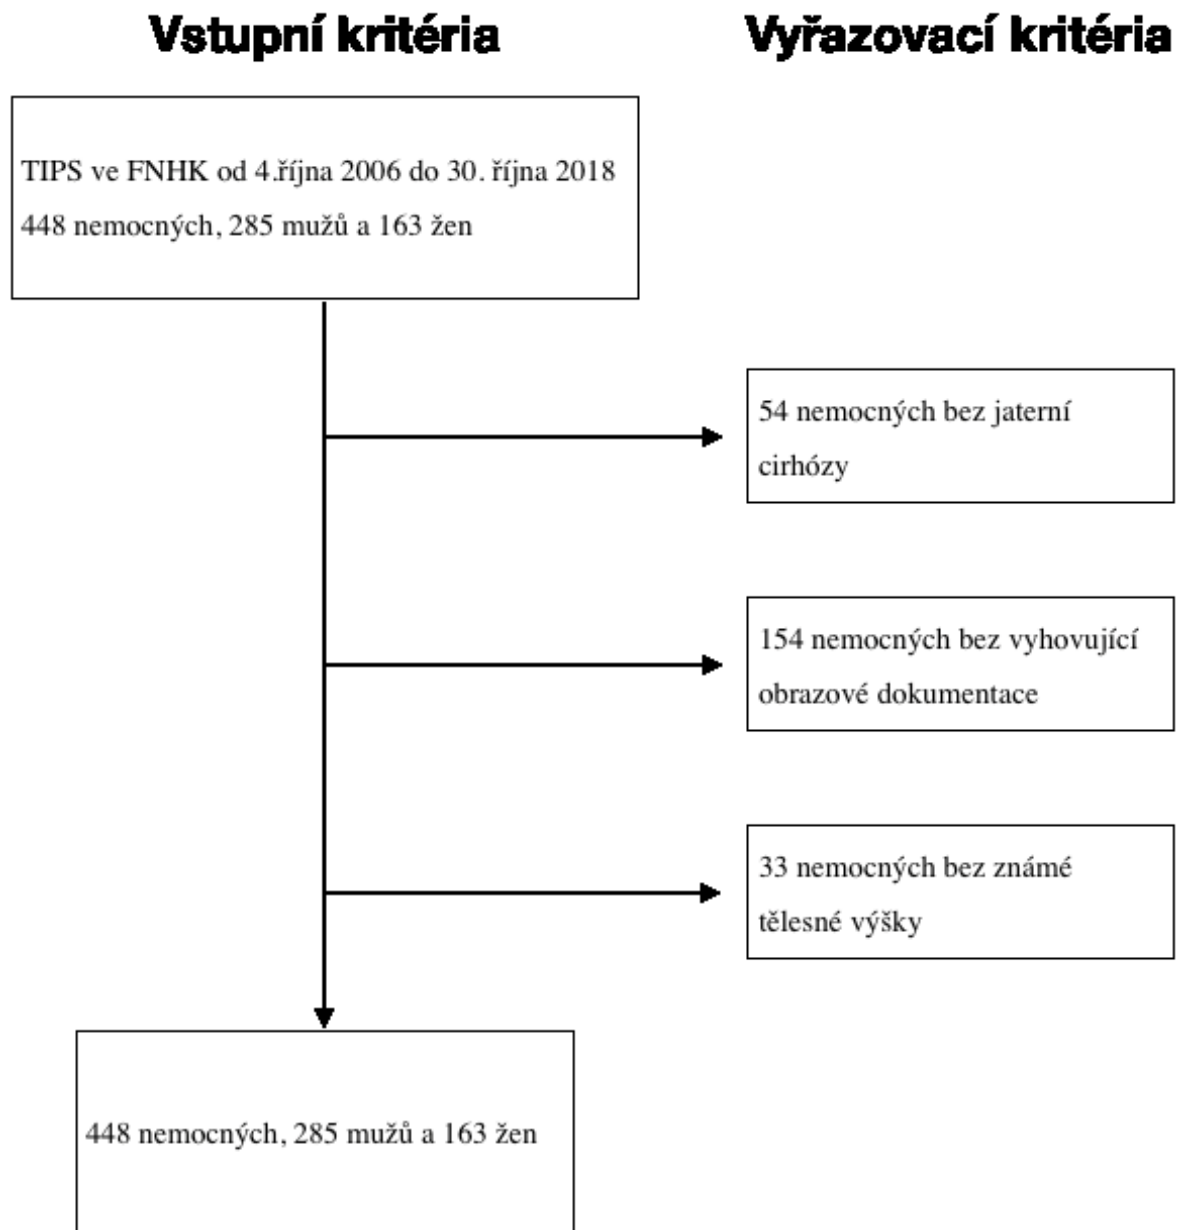 Vstupní kritéria
Vyřazovací kritéria
TIPS ve FNHK od 4.října 2006 do 30. října 2018
448 nemocných, 285 mužů a 163 žen
54 nemocných bez jaterní
cirhózy
154 nemocných bez vyhovující
obrazové dokumentace
33 nemocných bez známé
tělesné výšky
448 nemocných, 285 mužů a 163 žen